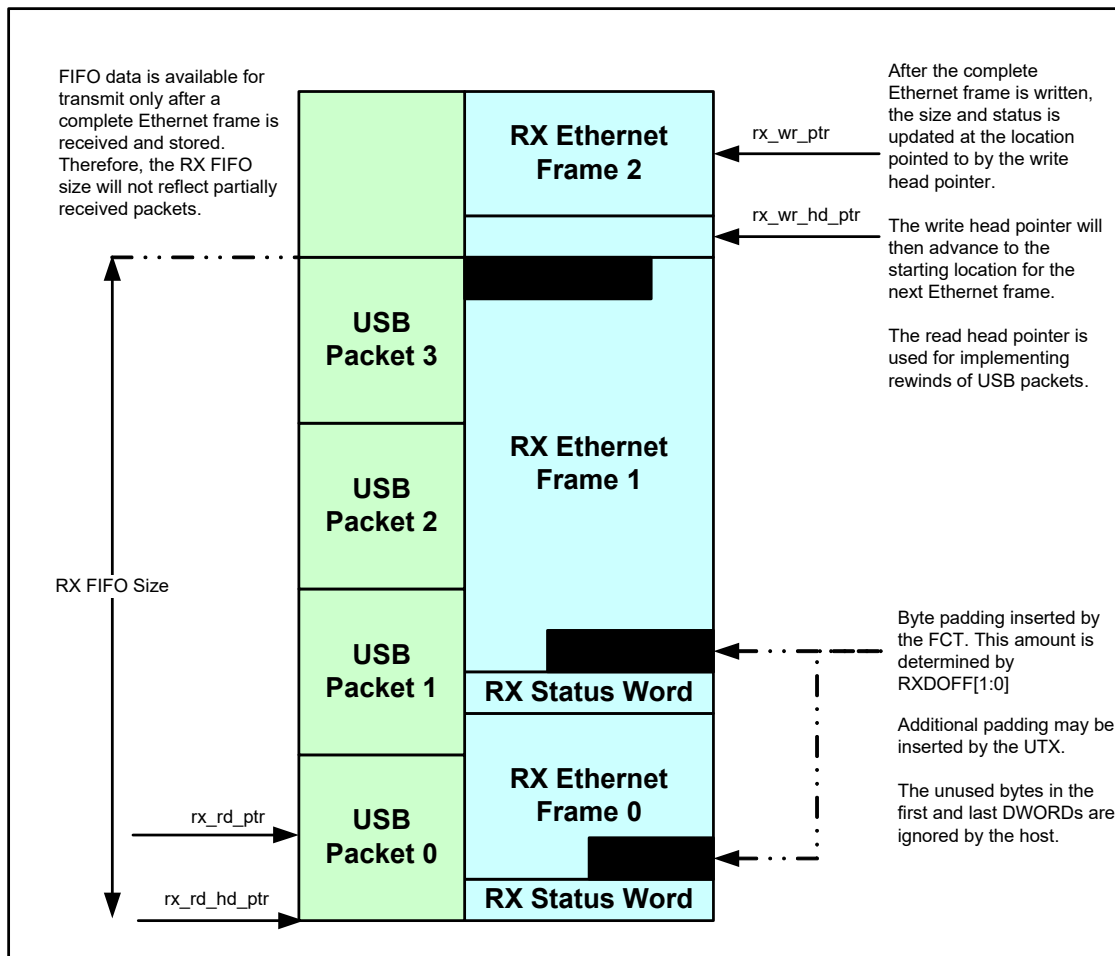 FIFO data is available for
transmit only after a
complete Ethernet frame is
received and stored.
Therefore, the RX FIFO
size will not reflect partially
received packets.
RX Ethernet
Frame 2
rx_wr_ptr
After the complete
Ethernet frame is written,
the size and status is
updated at the location
pointed to by the write
head pointer.
rx_wr_hd_ptr
The write head pointer will
then advance to the
starting location for the
next Ethernet frame.
The read head pointer is
used for implementing
rewinds of USB packets.
USB
Packet 3
RX Ethernet
Frame 1
USB
Packet 2
RX FIFO Size
USB
Packet 1
RX Status Word
Byte padding inserted by
the FCT. This amount is
determined by
RXDOFF[1:0]
Additional padding may be
inserted by the UTX.
The unused bytes in the
first and last DWORDs are
ignored by the host.
RX Ethernet
Frame 0
rx_rd_ptr
USB
Packet 0
rx_rd_hd_ptr
RX Status Word